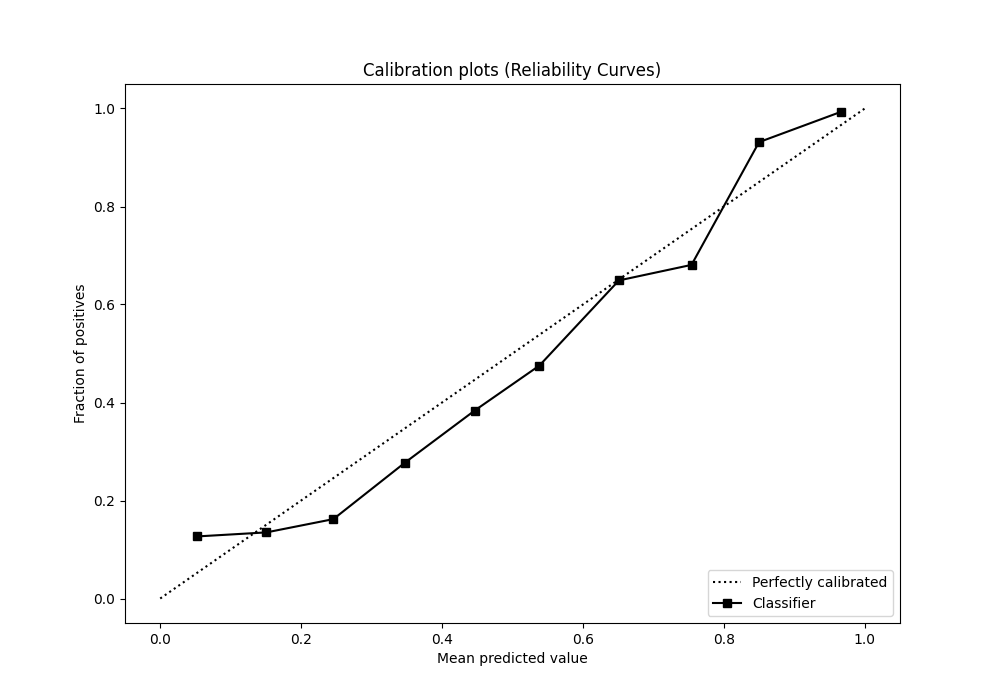 Calibration plots (Reliability Curves)
1.0
0.8
0.6
0.4
0.2
0.0
Fraction of positives
0.0 0.2 0.4 0.6 0.8 1.0
Mean predicted value
Perfectly calibrated
Classifier